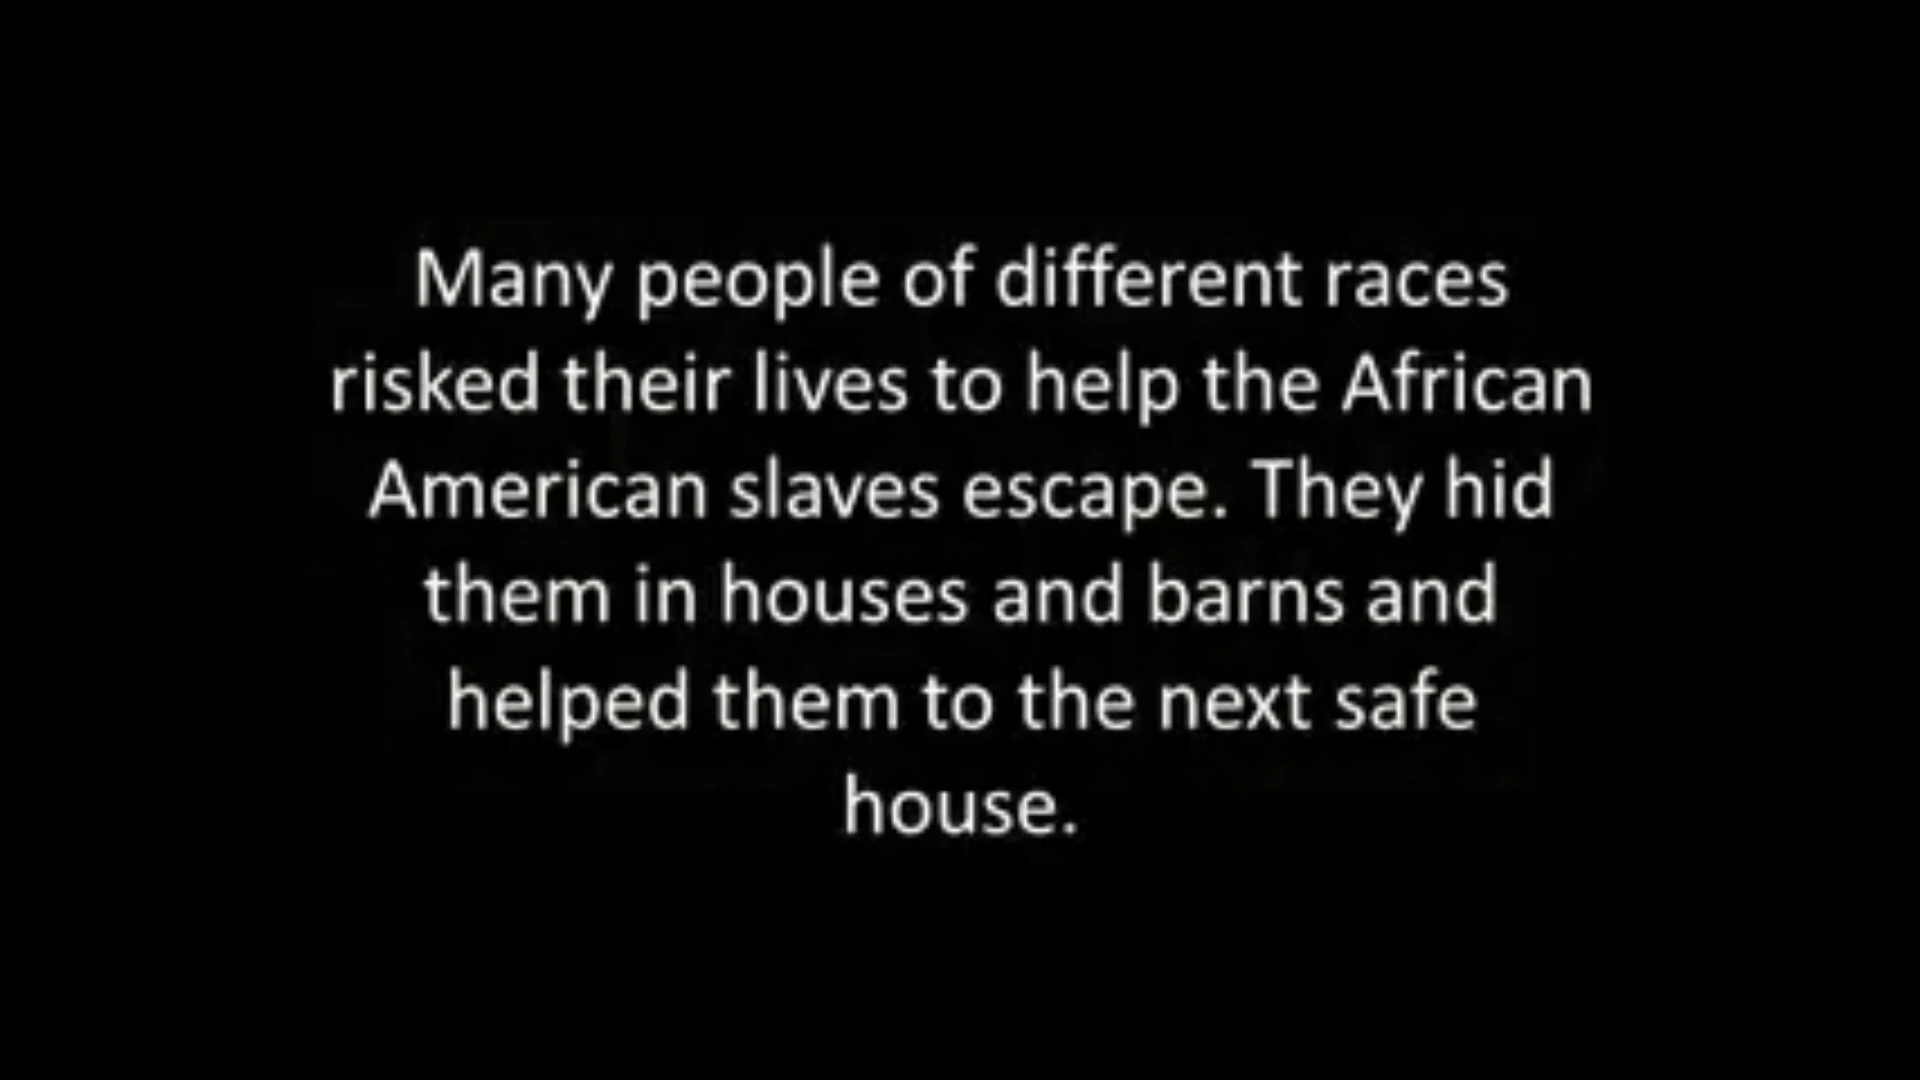 Many people of different races
risked their lives to help the African
American slaves escape. They hid
them in houses and barns and
helped them to the next safe
house.